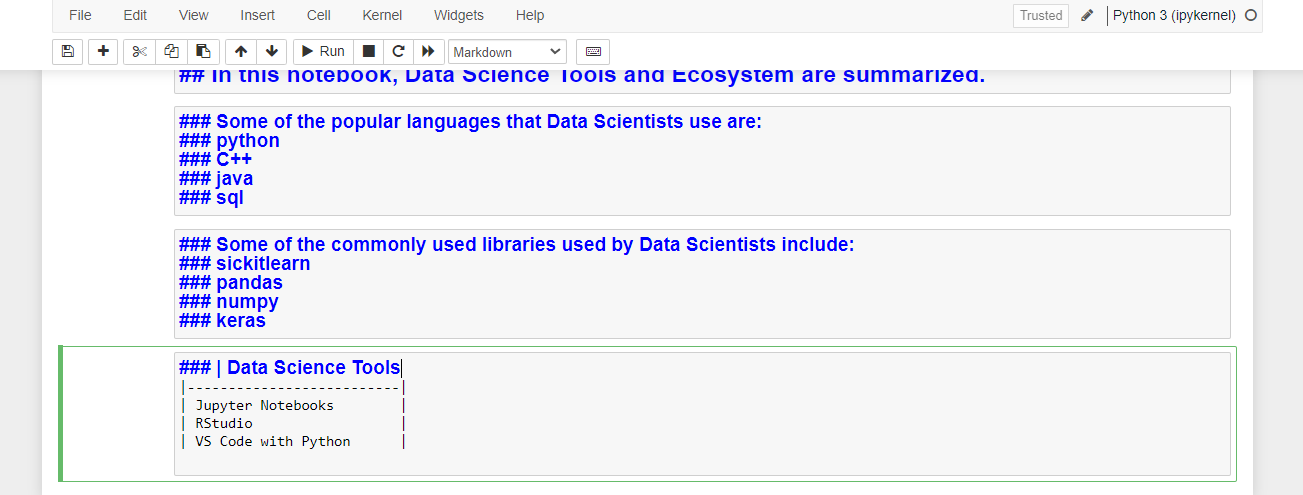 File Edit View Insert Cell Kernel Widgets Help Trusted Python 3 (ipykernel)
Run Markdown
## In this notebook, Data Science Tools and Ecosystem are summarized.
### Some of the popular languages that Data Scientists use are:
### python
### C++
### java
### sql
### Some of the commonly used libraries used by Data Scientists include:
### sickitlearn
### pandas
### numpy
### keras
### | Data Science Tools
|--------------------------|
| Jupyter Notebooks |
| RStudio |
| VS Code with Python |